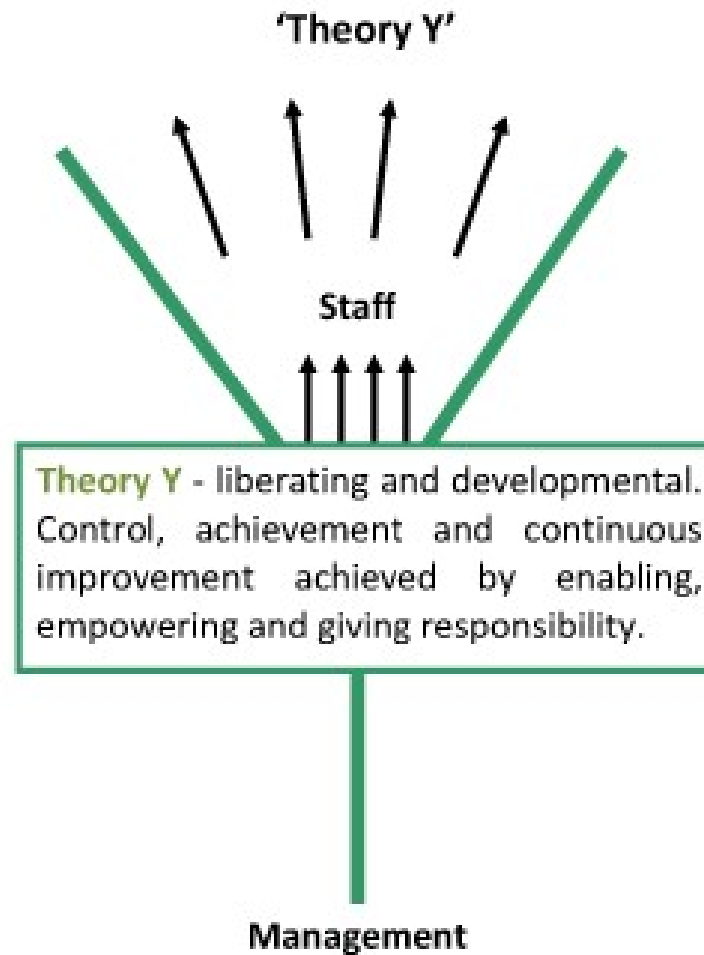 ‘Theory Y’
Staff
Theory Y - liberating and developmental.
Control, achievement and continuous
improvement achieved by enabling,
empowering and giving responsibility.
Management